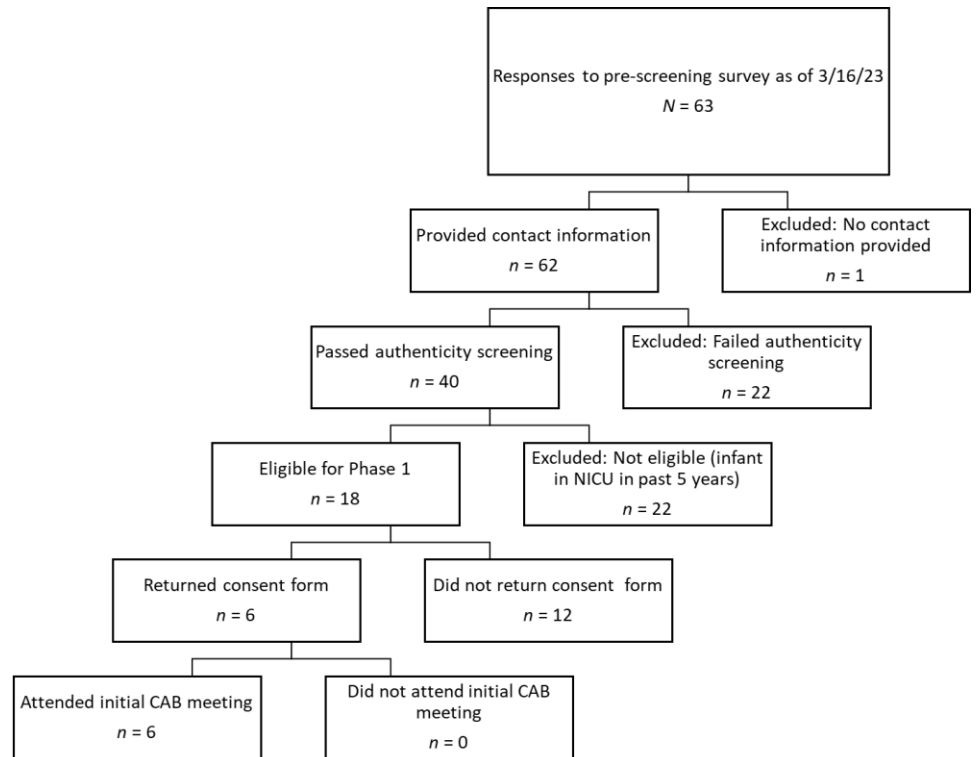 Responses to pre-screening survey as of 3/16/23
N = 63
Provided contact information
n = 62
Excluded: No contact
information provided
n = 1
Passed authenticity screening
n = 40
Excluded: Failed authenticity
screening
n = 22
Eligible for Phase 1
n = 18
Excluded: Not eligible (infant
in NICU in past 5 years)
n = 22
Returned consent form
n = 6
Did not return consent form
n = 12
Attended initial CAB meeting
n = 6
Did not attend initial CAB
meeting
n = 0